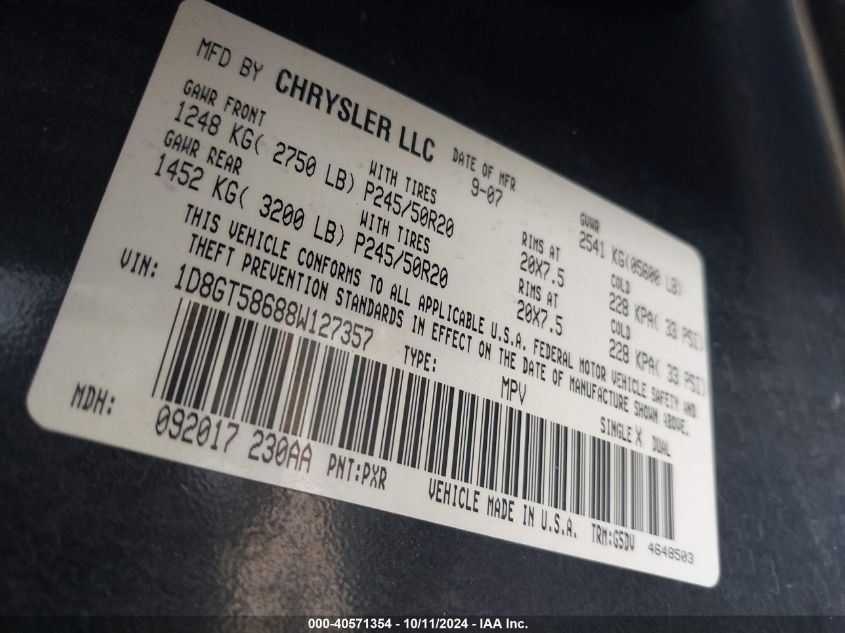 MFD BY CHRYSLER LLC DATE OF MFR 9-07 GVWR 2541 KG(05600 LB)
GAWR FRONT WITH TIRES RIMS AT COLD
1248 KG( 2750 LB) P245/50R20 20X7.5 228 KPA( 33 PSI)
GAWR REAR WITH TIRES RIMS AT COLD
1452 KG( 3200 LB) P245/50R20 20X7.5 228 KPA( 33 PSI)
THIS VEHICLE CONFORMS TO ALL APPLICABLE U.S.A. FEDERAL MOTOR VEHICLE SAFETY AND
THEFT PREVENTION STANDARDS IN EFFECT ON THE DATE OF MANUFACTURE SHOWN ABOVE.
VIN: 1D8GT58688W127357 TYPE: MPV SINGLE X DUAL
MDH: 092017 230AA PNT:PXR VEHICLE MADE IN U.S.A. TRM:G5DV 4648503
000-40571354 - 10/11/2024 - IAA Inc.